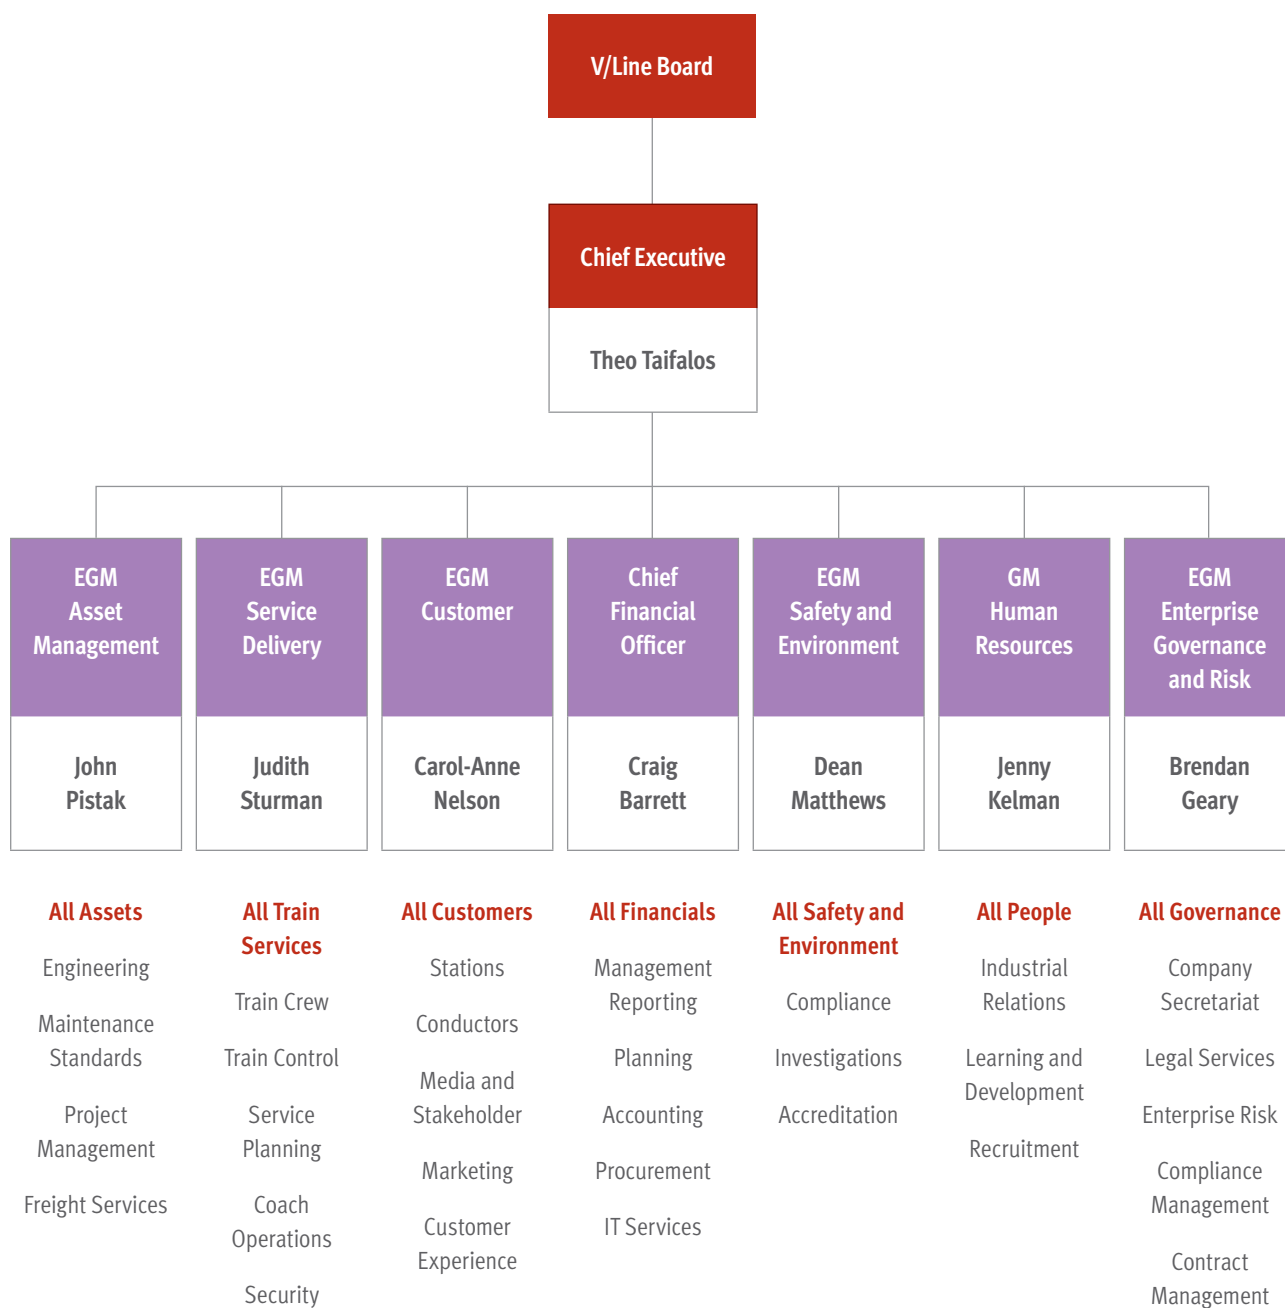 V/Line Board
Chief Executive
Theo Taifalos
EGM
Asset
Management
John
Pistak
All Assets
Engineering
Maintenance
Standards
Project
Management
Freight Services
EGM
Service
Delivery
Judith
Sturman
All Train
Services
Train Crew
Train Control
Service
Planning
Coach
Operations
Security
EGM
Customer
Carol-Anne
Nelson
All Customers
Stations
Conductors
Media and
Stakeholder
Marketing
Customer
Experience
Chief
Financial
Officer
Craig
Barrett
All Financials
Management
Reporting
Planning
Accounting
Procurement
IT Services
EGM
Safety and
Environment
Dean
Matthews
All Safety and
Environment
Compliance
Investigations
Accreditation
GM
Human
Resources
Jenny
Kelman
All People
Industrial
Relations
Learning and
Development
Recruitment
EGM
Enterprise
Governance
and Risk
Brendan
Geary
All Governance
Company
Secretariat
Legal Services
Enterprise Risk
Compliance
Management
Contract
Management